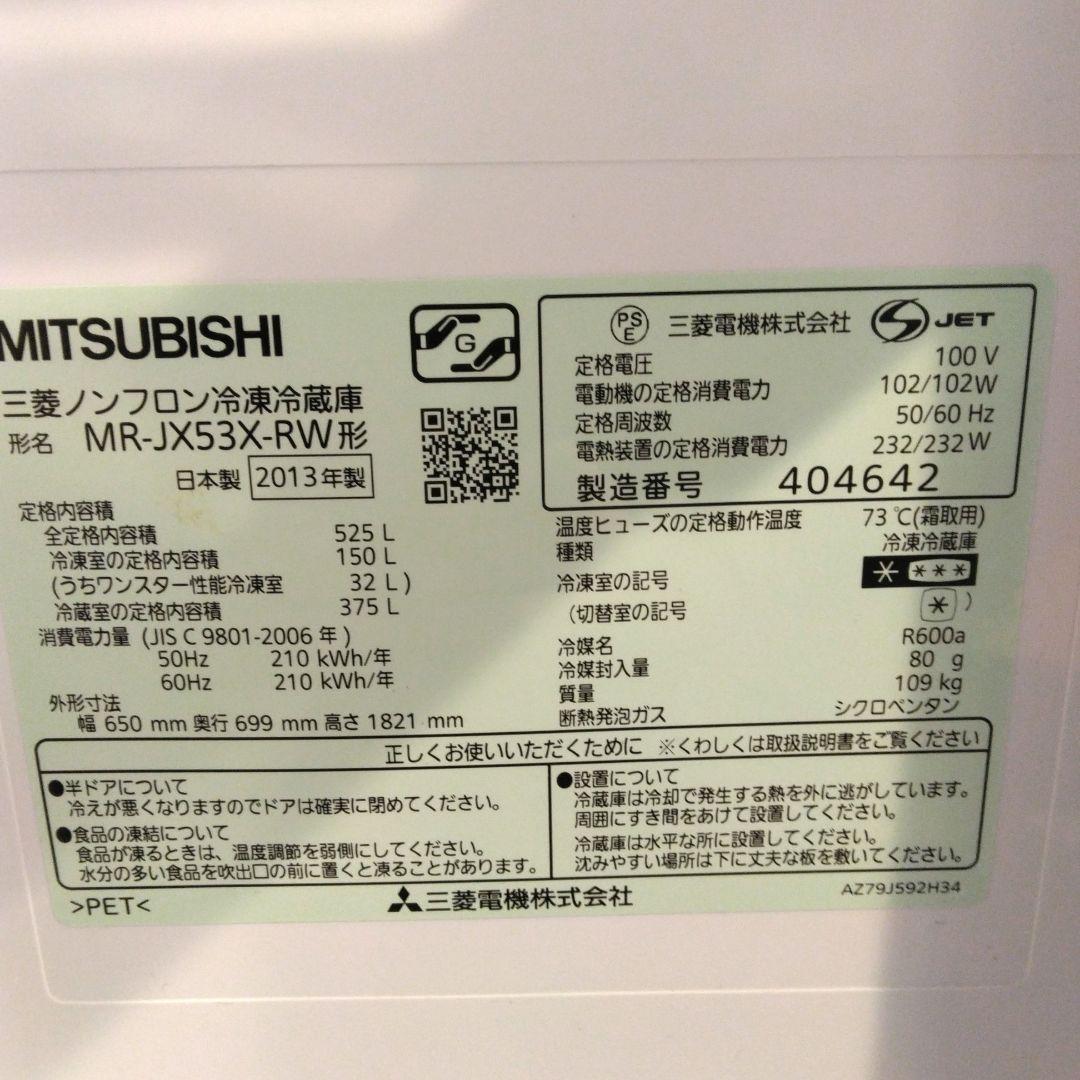 MITSUBISHI
三菱ノンフロン冷凍冷蔵庫
形名 MR-JX53X-RW形
日本製 2013年製
G
定格内容積
全定格内容積 525 L
冷凍室の定格内容積 150 L
(うちワンスター性能冷凍室 32 L)
冷蔵室の定格内容積 375 L
消費電力量 (JIS C 9801-2006 年)
50Hz 210 kWh/年
60Hz 210 kWh/年
外形寸法
幅 650 mm 奥行 699 mm 高さ 1821 mm
PSE 三菱電機株式会社 JET
定格電圧 100 V
電動機の定格消費電力 102/102W
定格周波数 50/60 Hz
電熱装置の定格消費電力 232/232W
製造番号 404642
温度ヒューズの定格動作温度 73℃(霜取用)
種類 冷凍冷蔵庫
冷凍室の記号 * ***
(切替室の記号 * )
冷媒名 R600a
冷媒封入量 80 g
質量 109 kg
断熱発泡ガス シクロペンタン
正しくお使いいただくために ※くわしくは取扱説明書をご覧ください
●半ドアについて
冷えが悪くなりますのでドアは確実に閉めてください。
●食品の凍結について
食品が凍るときは、温度調節を弱側にしてください。
水分の多い食品を吹出口の前に置くと凍ることがあります。
●設置について
冷蔵庫は冷却で発生する熱を外に逃がしています。
周囲にすき間をあけて設置してください。
冷蔵庫は水平な所に設置してください。
沈みやすい場所は下に丈夫な板を敷いてください。
>PET<
三菱電機株式会社
AZ79J592H34